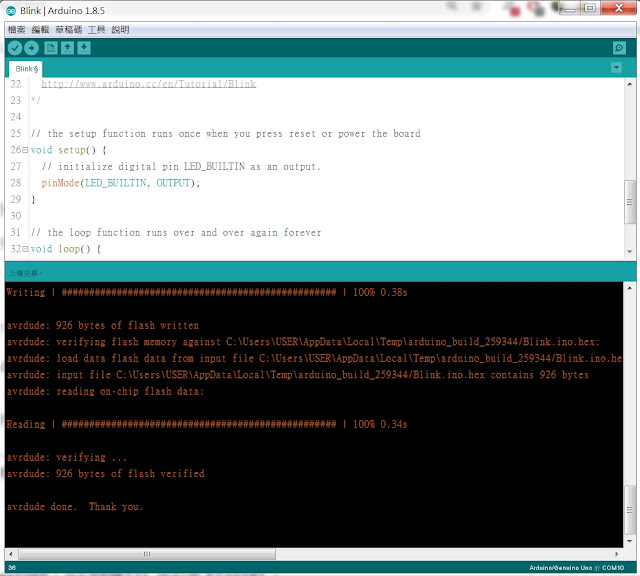 Blink | Arduino 1.8.5
檔案 編輯 草稿碼 工具 說明
Blink §
22 http://www.arduino.cc/en/Tutorial/Blink
23 */
24
25 // the setup function runs once when you press reset or power the board
26 void setup() {
27 // initialize digital pin LED_BUILTIN as an output.
28 pinMode(LED_BUILTIN, OUTPUT);
29 }
30
31 // the loop function runs over and over again forever
32 void loop() {
上傳完畢。
Writing | ################################################## | 100% 0.38s
avrdude: 926 bytes of flash written
avrdude: verifying flash memory against C:\Users\USER\AppData\Local\Temp\arduino_build_259344/Blink.ino.hex:
avrdude: load data flash data from input file C:\Users\USER\AppData\Local\Temp\arduino_build_259344/Blink.ino.he
avrdude: input file C:\Users\USER\AppData\Local\Temp\arduino_build_259344/Blink.ino.hex contains 926 bytes
avrdude: reading on-chip flash data:
Reading | ################################################## | 100% 0.34s
avrdude: verifying ...
avrdude: 926 bytes of flash verified
avrdude done.  Thank you.
36
Arduino/Genuino Uno 於 COM10